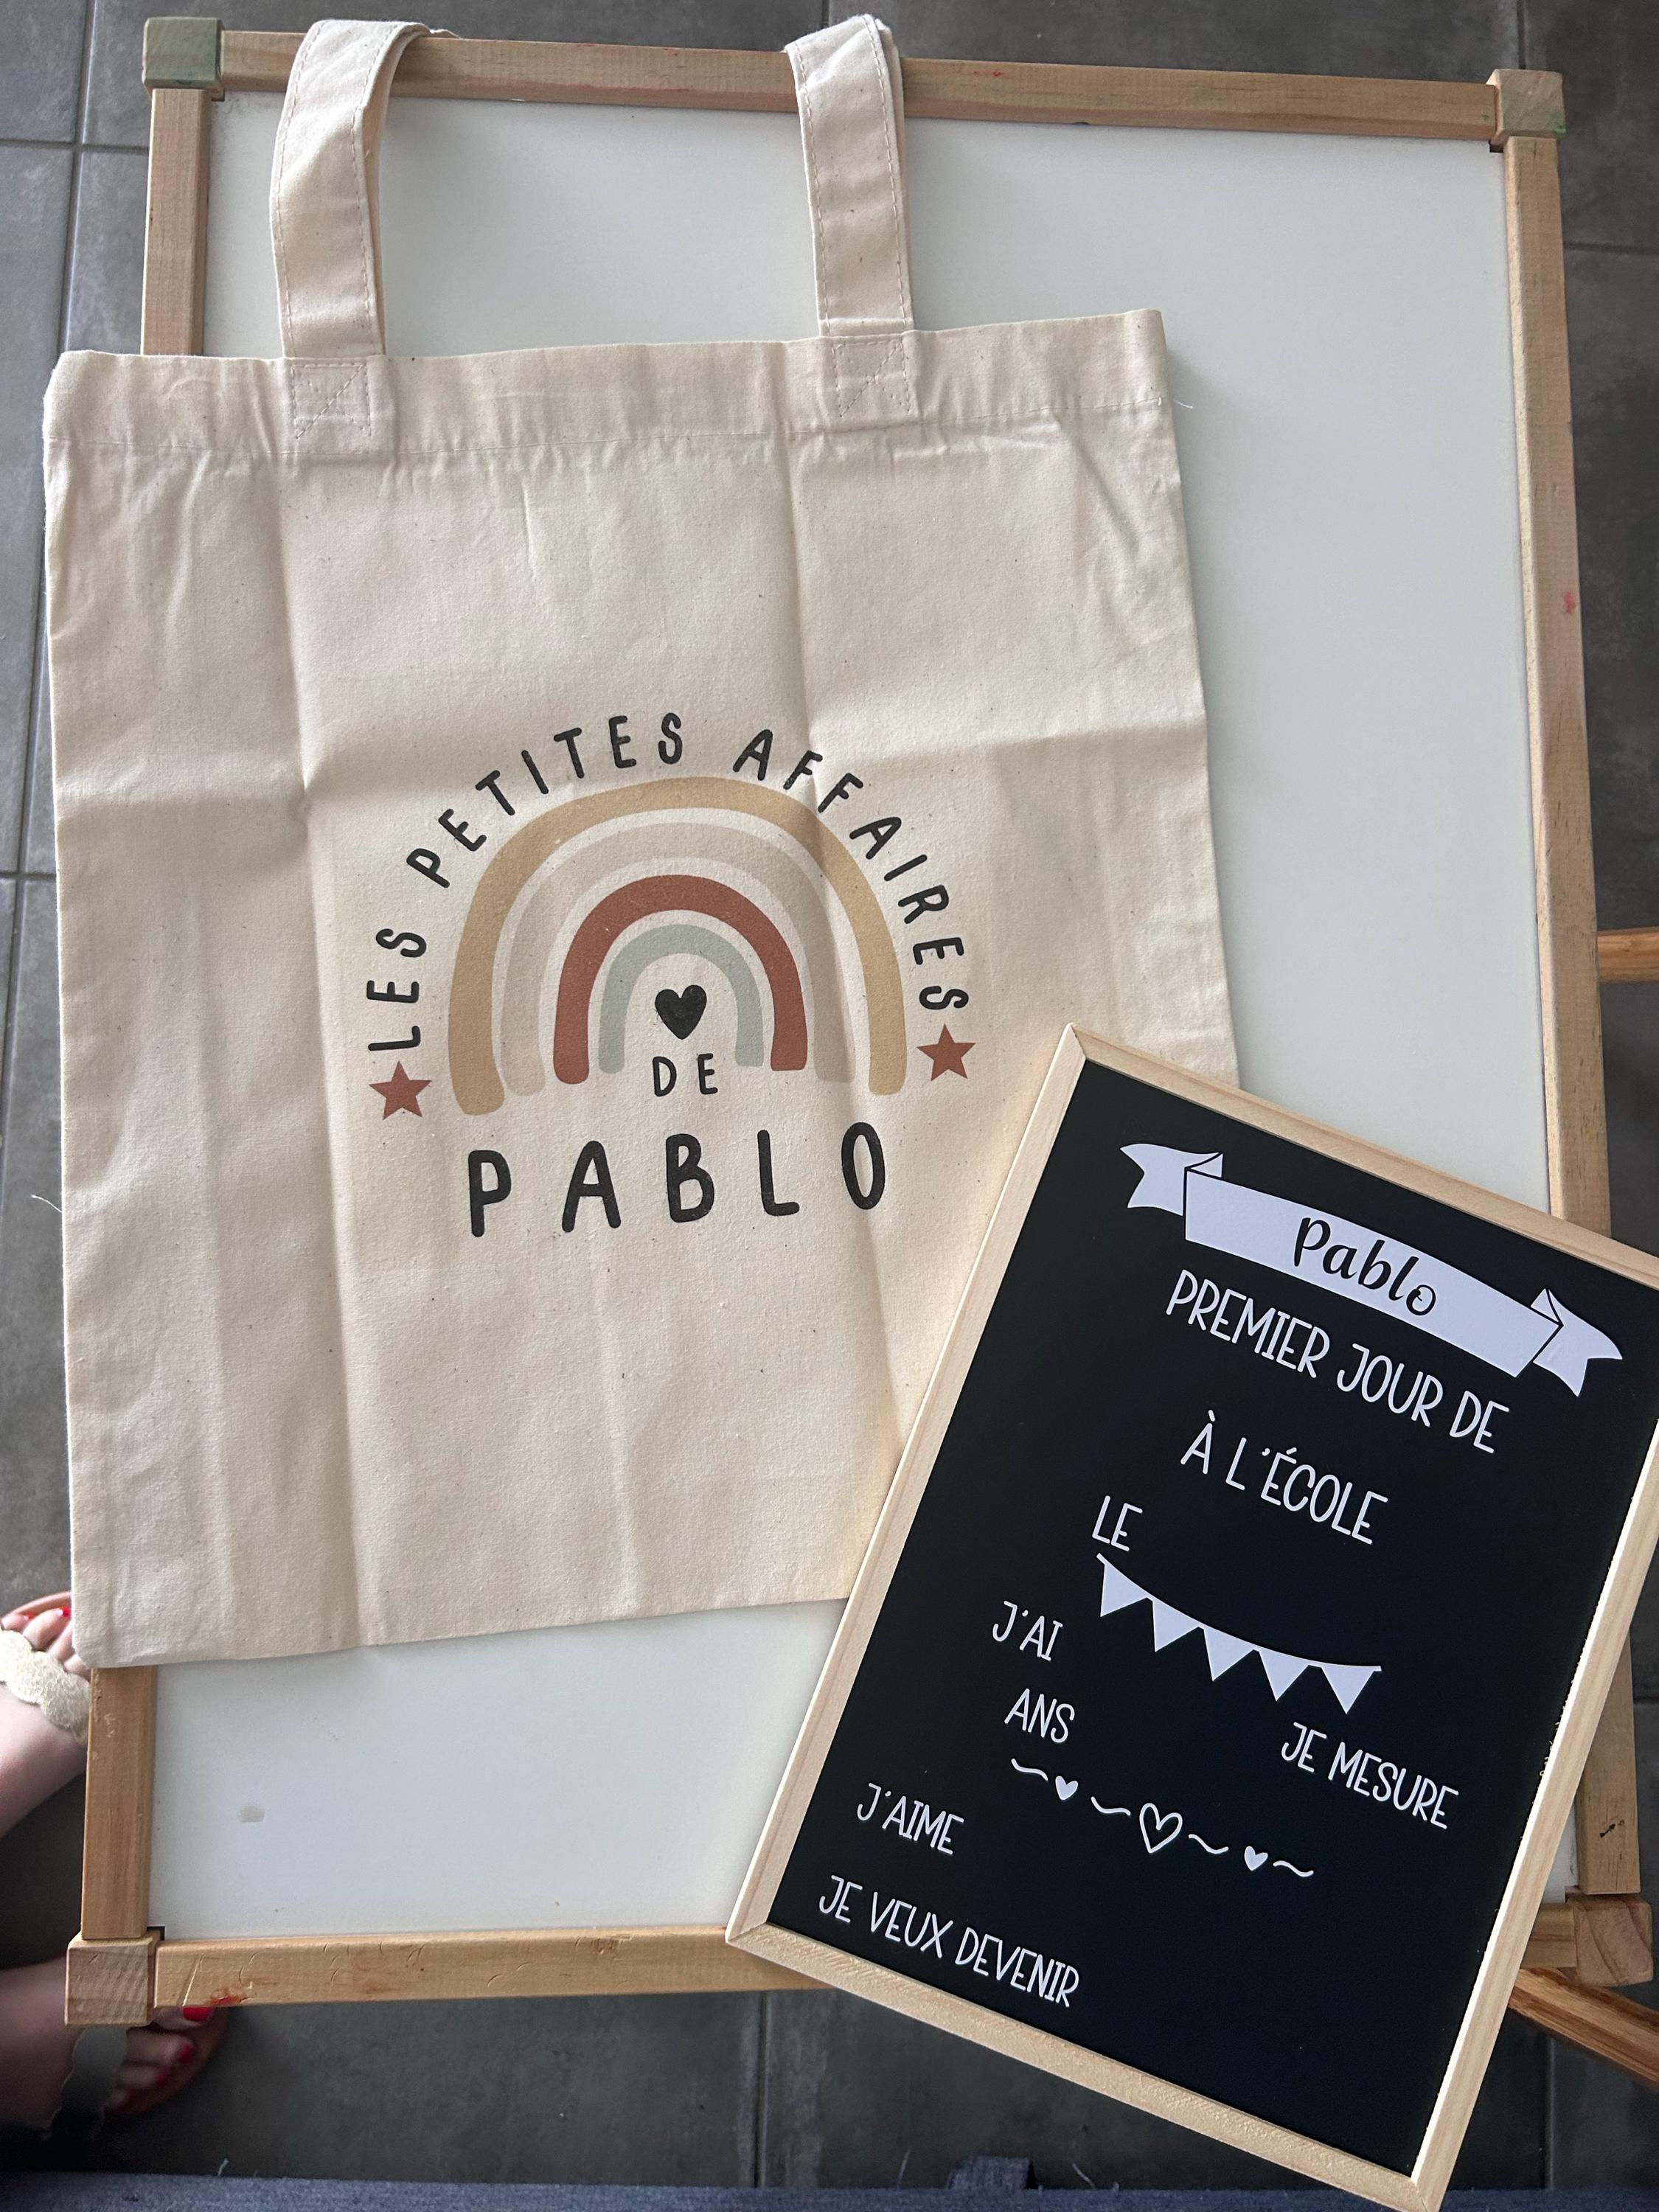 LES PETITES AFFAIRES
DE
PABLO
Pablo
PREMIER JOUR DE
À L'ÉCOLE
LE
J'AI
ANS
JE MESURE
J'AIME
JE VEUX DEVENIR